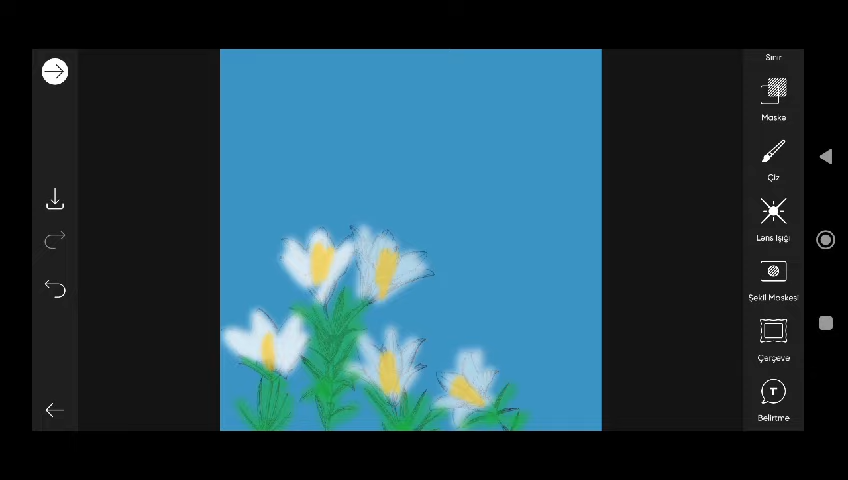 Sınır
Maske
Çiz
Lens Işığı
Şekil Maskesi
Çerçeve
T
Belirtme